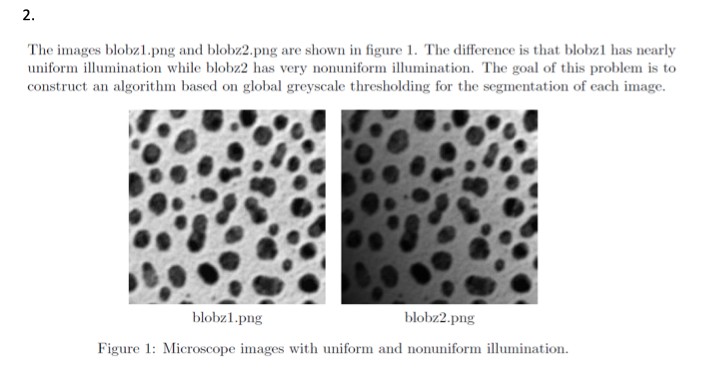 2.
The images blobz1.png and blobz2.png are shown in figure 1. The difference is that blobz1 has nearly
uniform illumination while blobz2 has very nonuniform illumination. The goal of this problem is to
construct an algorithm based on global greyscale thresholding for the segmentation of each image.
blobz1.png
blobz2.png
Figure 1: Microscope images with uniform and nonuniform illumination.